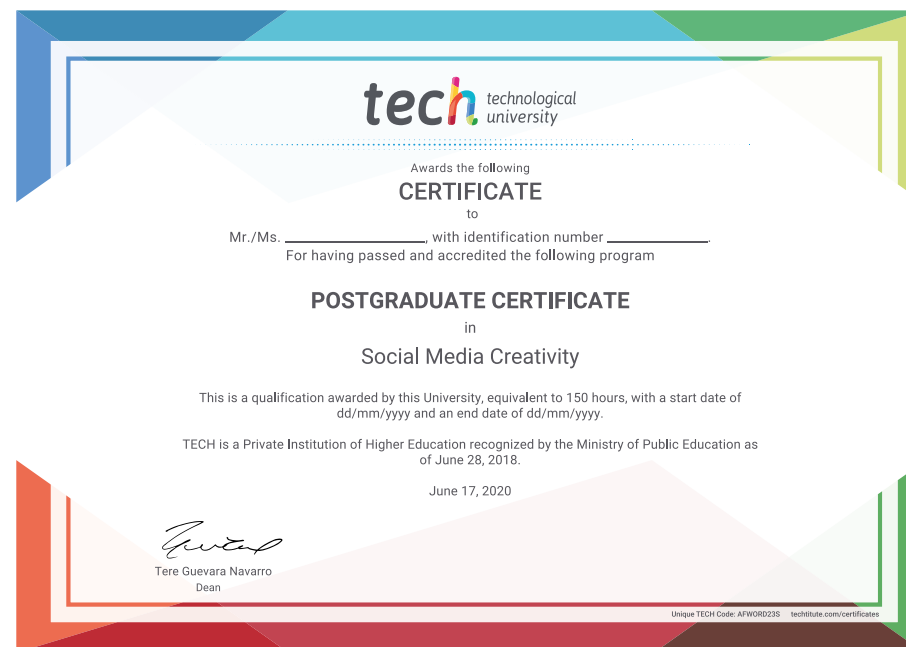 tech technological
university
Awards the following
CERTIFICATE
to
Mr./Ms. ____________________, with identification number ______________.
For having passed and accredited the following program
POSTGRADUATE CERTIFICATE
in
Social Media Creativity
This is a qualification awarded by this University, equivalent to 150 hours, with a start date of
dd/mm/yyyy and an end date of dd/mm/yyyy.
TECH is a Private Institution of Higher Education recognized by the Ministry of Public Education as
of June 28, 2018.
June 17, 2020
Tere Guevara Navarro
Dean
Unique TECH Code: AFWORD23S techtitute.com/certificates